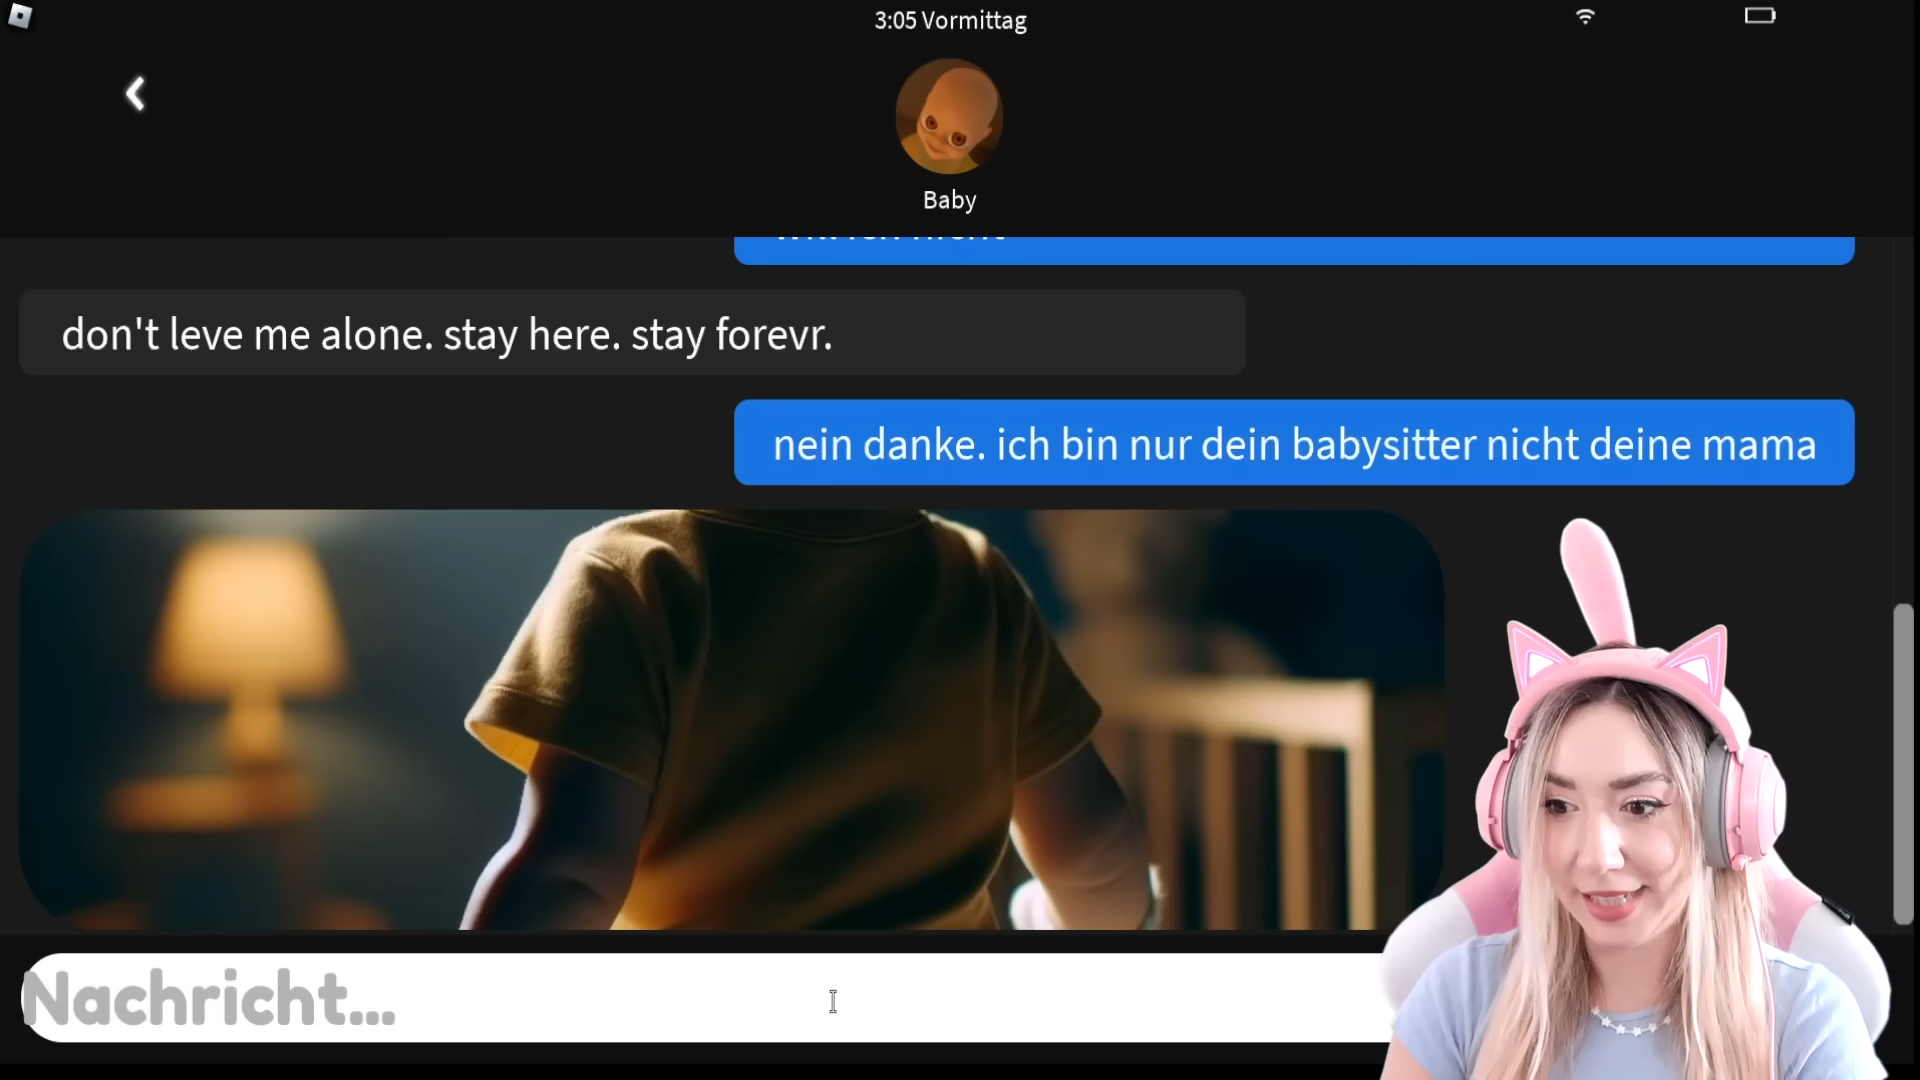 3:05 Vormittag
Baby
don't leve me alone. stay here. stay forevr.
nein danke. ich bin nur dein babysitter nicht deine mama
Nachricht...